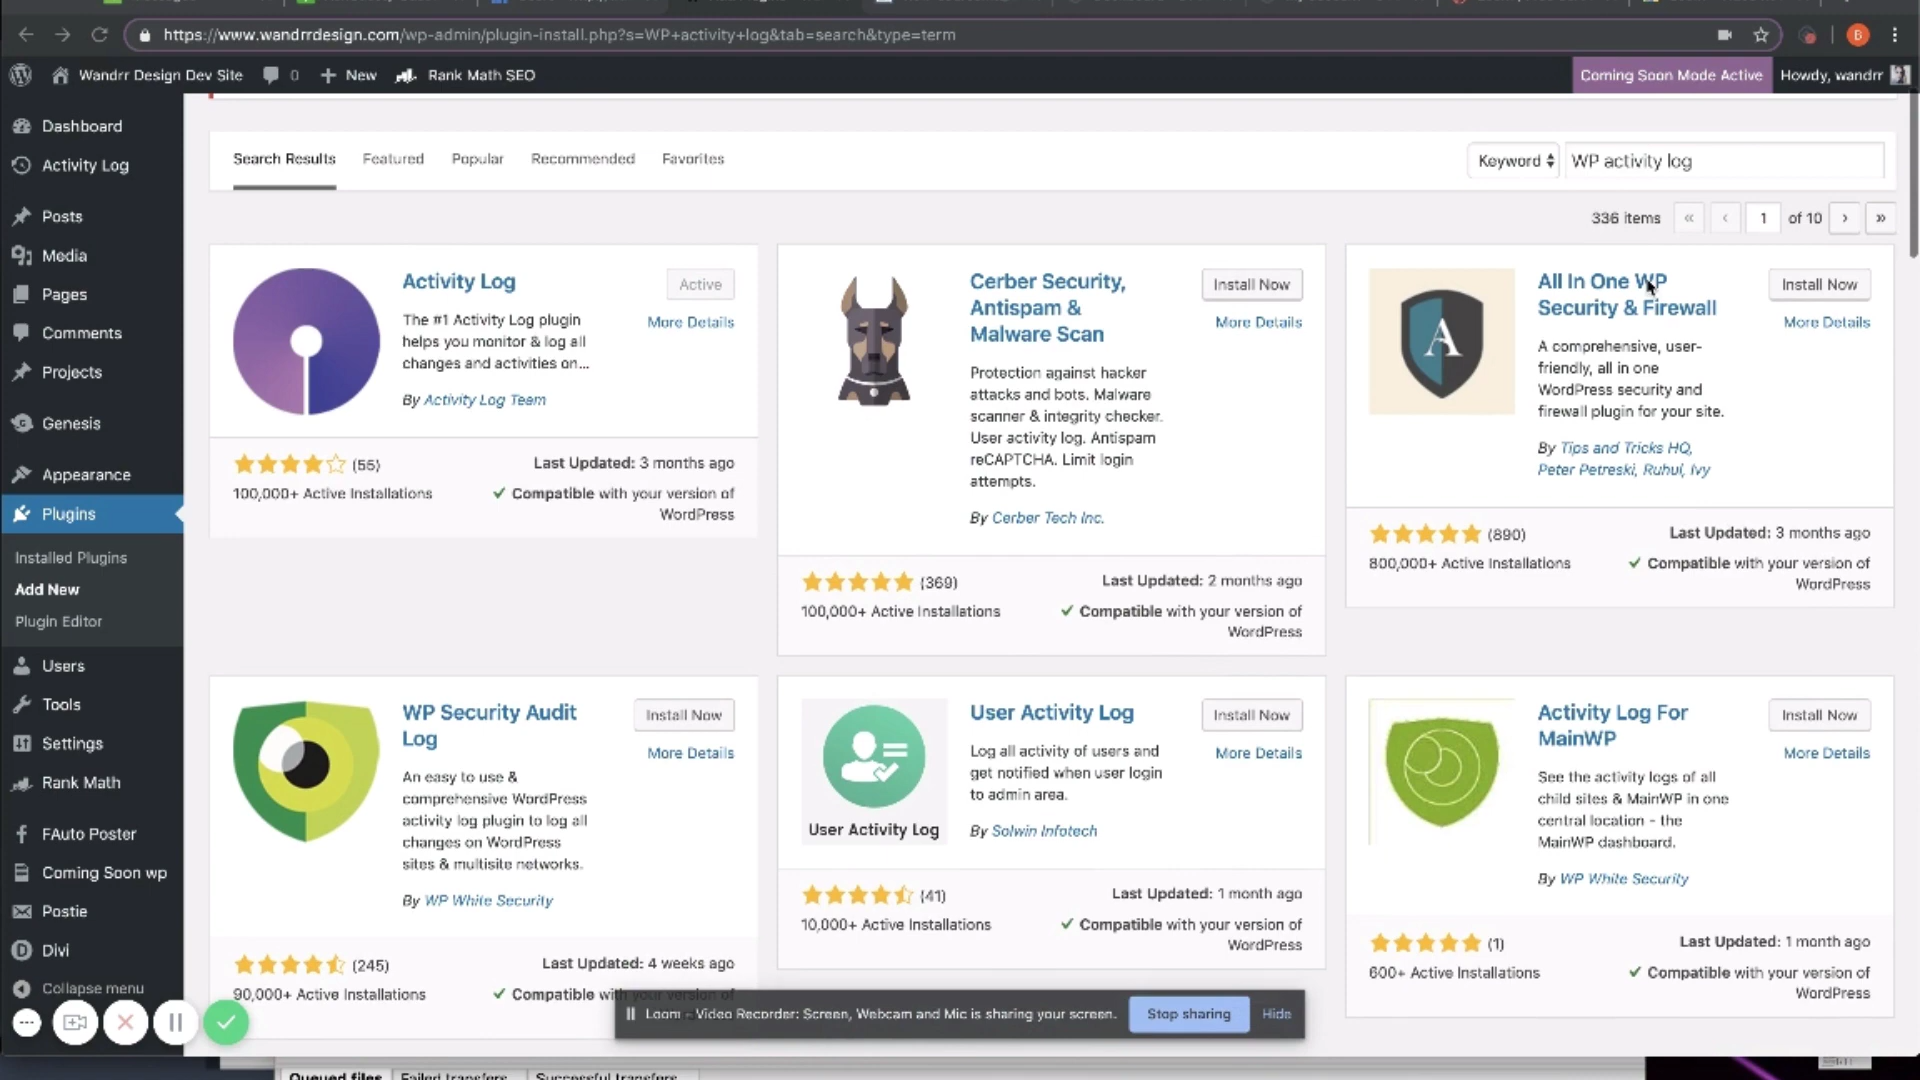 https://www.wandrrdesign.com/wp-admin/plugin-install.php?s=WP+activity+log&tab=search&type=term
B
Wandrr Design Dev Site
0
New
Rank Math SEO
Coming Soon Mode Active
Howdy, wandrr
Dashboard
Activity Log
Posts
Media
Pages
Comments
Projects
Genesis
Appearance
Plugins
Installed Plugins
Add New
Plugin Editor
Users
Tools
Settings
Rank Math
FAuto Poster
Coming Soon wp
Postie
Divi
Collapse menu
Search Results
Featured
Popular
Recommended
Favorites
Keyword
WP activity log
336 items
«
‹
1
of 10
›
»
Activity Log
Active
More Details
The #1 Activity Log plugin
helps you monitor & log all
changes and activities on...
By Activity Log Team
(55)
Last Updated: 3 months ago
100,000+ Active Installations
Compatible with your version of
WordPress
Cerber Security,
Antispam &
Malware Scan
Install Now
More Details
Protection against hacker
attacks and bots. Malware
scanner & integrity checker.
User activity log. Antispam
reCAPTCHA. Limit login
attempts.
By Cerber Tech Inc.
(369)
Last Updated: 2 months ago
100,000+ Active Installations
Compatible with your version of
WordPress
All In One WP
Security & Firewall
Install Now
More Details
A
A comprehensive, user-
friendly, all in one
WordPress security and
firewall plugin for your site.
By Tips and Tricks HQ,
Peter Petreski, Ruhul, Ivy
(890)
Last Updated: 3 months ago
800,000+ Active Installations
Compatible with your version of
WordPress
WP Security Audit
Log
Install Now
More Details
An easy to use &
comprehensive WordPress
activity log plugin to log all
changes on WordPress
sites & multisite networks.
By WP White Security
(245)
Last Updated: 4 weeks ago
90,000+ Active Installations
Compatible with your version of
User Activity Log
Install Now
More Details
User Activity Log
Log all activity of users and
get notified when user login
to admin area.
By Solwin Infotech
(41)
Last Updated: 1 month ago
10,000+ Active Installations
Compatible with your version of
WordPress
Activity Log For
MainWP
Install Now
More Details
See the activity logs of all
child sites & MainWP in one
central location - the
MainWP dashboard.
By WP White Security
(1)
Last Updated: 1 month ago
600+ Active Installations
Compatible with your version of
WordPress
Loom – Video Recorder: Screen, Webcam and Mic is sharing your screen.
Stop sharing
Hide
Queued files
Failed transfers
Successful transfers